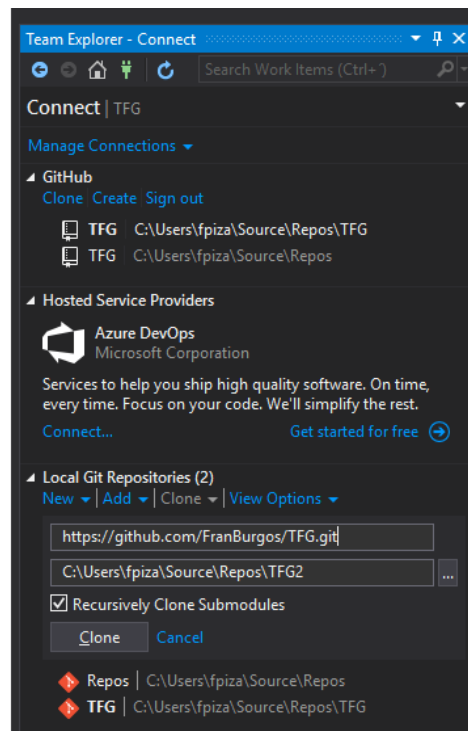 Team Explorer - Connect
Search Work Items (Ctrl+´)
Connect | TFG
Manage Connections
GitHub
Clone | Create | Sign out
TFG | C:\Users\fpiza\Source\Repos\TFG
TFG | C:\Users\fpiza\Source\Repos
Hosted Service Providers
Azure DevOps
Microsoft Corporation
Services to help you ship high quality software. On time,
every time. Focus on your code. We'll simplify the rest.
Connect... Get started for free
Local Git Repositories (2)
New | Add | Clone | View Options
https://github.com/FranBurgos/TFG.git
C:\Users\fpiza\Source\Repos\TFG2
...
Recursively Clone Submodules
Clone Cancel
Repos | C:\Users\fpiza\Source\Repos
TFG | C:\Users\fpiza\Source\Repos\TFG